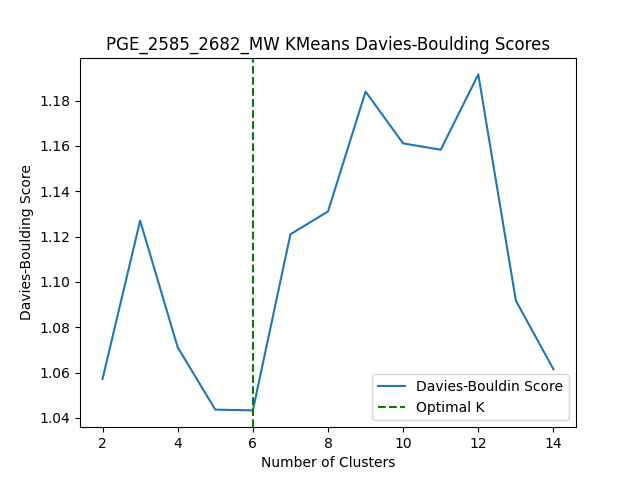 PGE_2585_2682_MW KMeans Davies-Boulding Scores
Davies-Boulding Score
1.18
1.16
1.14
1.12
1.10
1.08
1.06
1.04
Davies-Bouldin Score
Optimal K
2 4 6 8 10 12 14
Number of Clusters